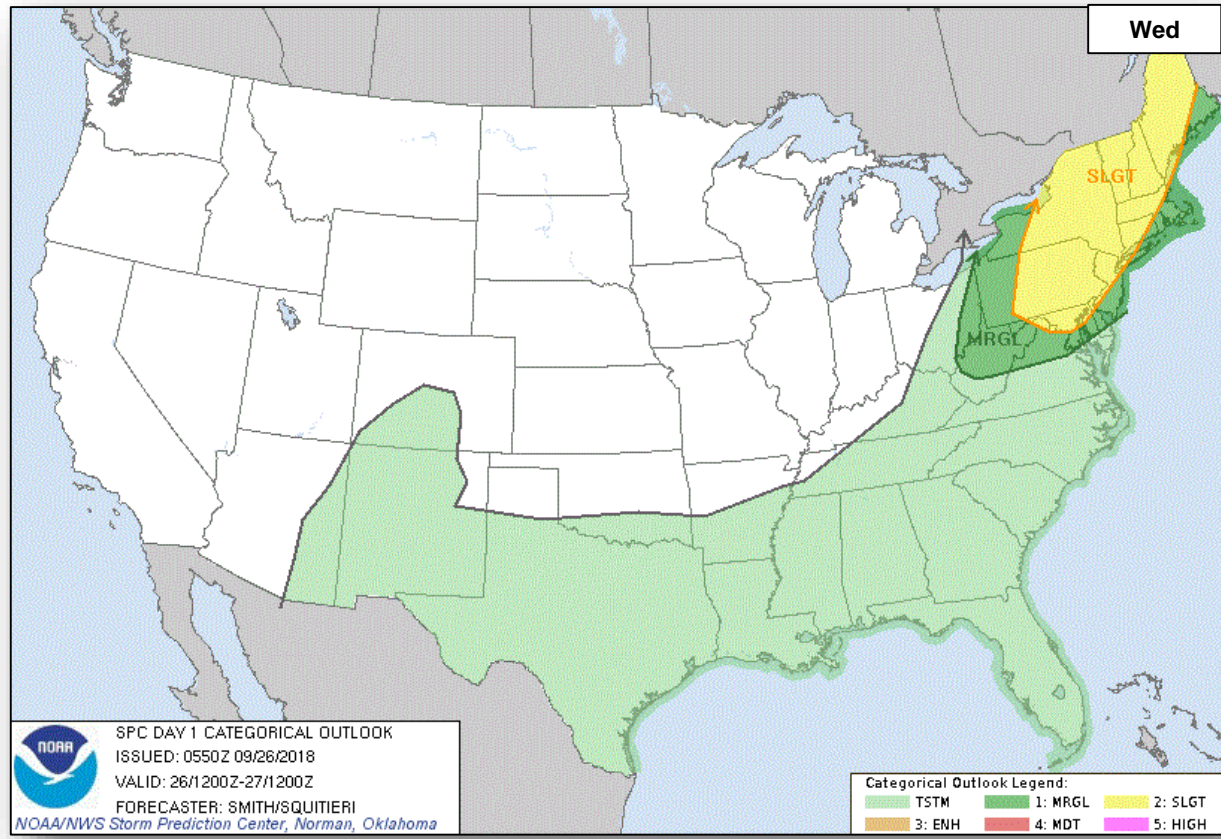 Wed
SLGT
MRGL
NOAA
SPC DAY 1 CATEGORICAL OUTLOOK
ISSUED: 0550Z 09/26/2018
VALID: 26/1200Z-27/1200Z
FORECASTER: SMITH/SQUITIERI
NOAA/NWS Storm Prediction Center, Norman, Oklahoma
Categorical Outlook Legend:
TSTM 1: MRGL 2: SLGT
3: ENH 4: MDT 5: HIGH